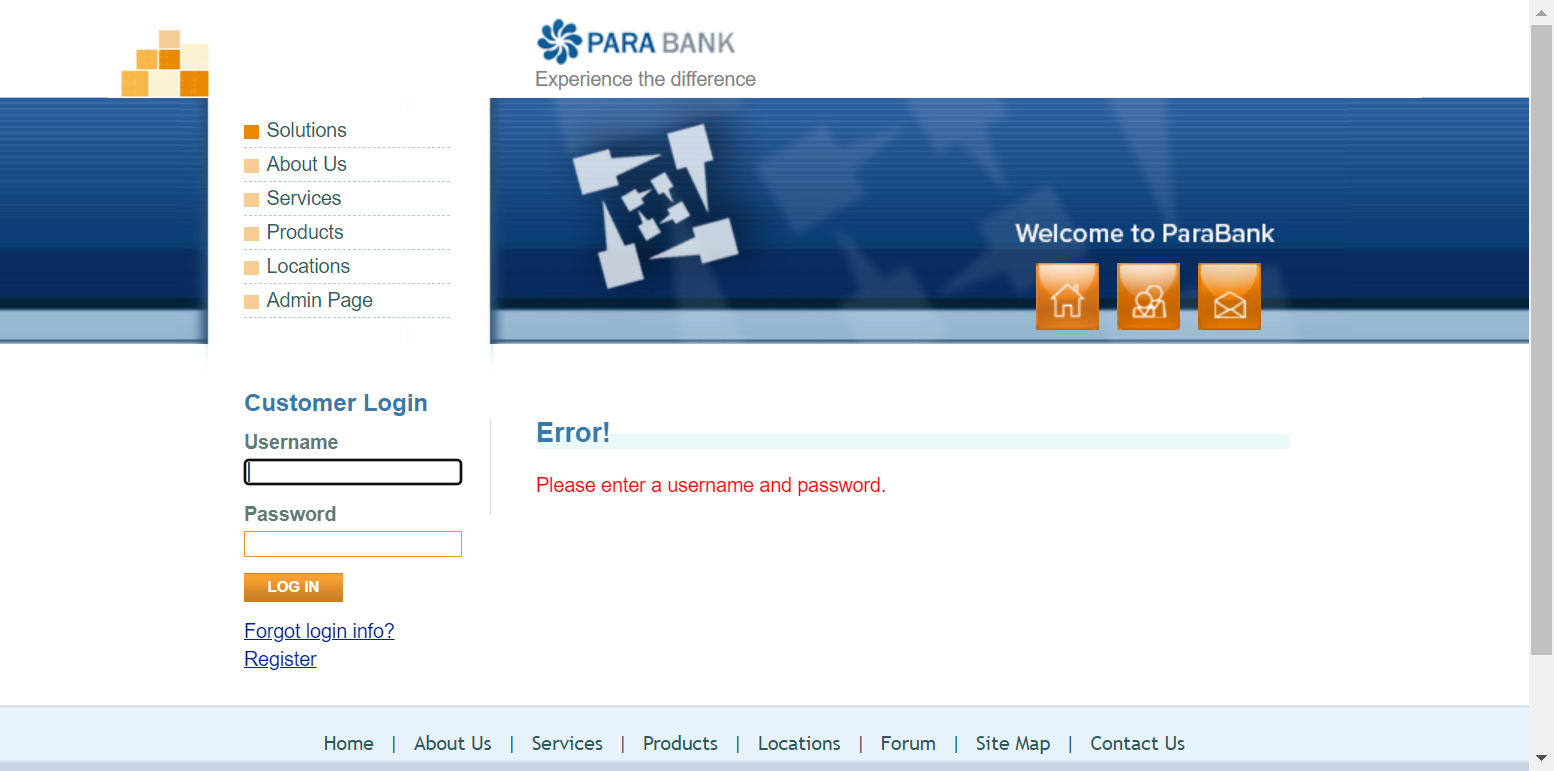 PARA BANK
Experience the difference
Solutions
About Us
Services
Products
Locations
Admin Page
Welcome to ParaBank
Customer Login
Username
Password
LOG IN
Forgot login info?
Register
Error!
Please enter a username and password.
Home | About Us | Services | Products | Locations | Forum | Site Map | Contact Us